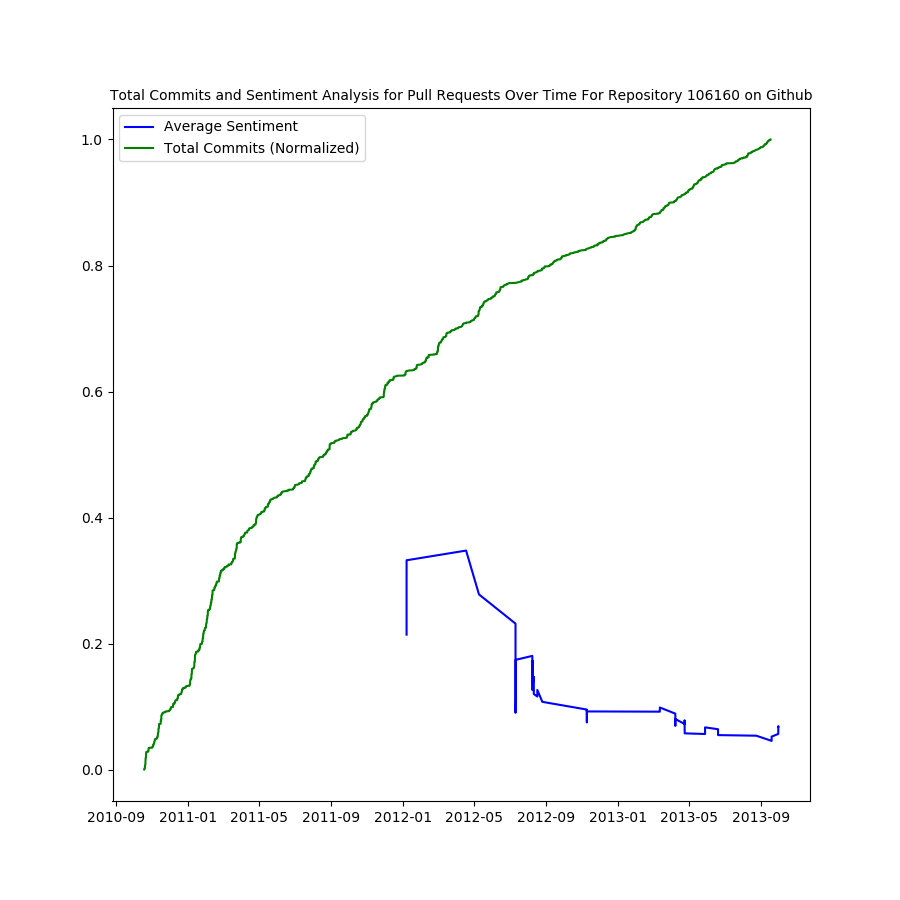 Total Commits and Sentiment Analysis for Pull Requests Over Time For Repository 106160 on Github
Average Sentiment
Total Commits (Normalized)
1.0
0.8
0.6
0.4
0.2
0.0
2010-09 2011-01 2011-05 2011-09 2012-01 2012-05 2012-09 2013-01 2013-05 2013-09